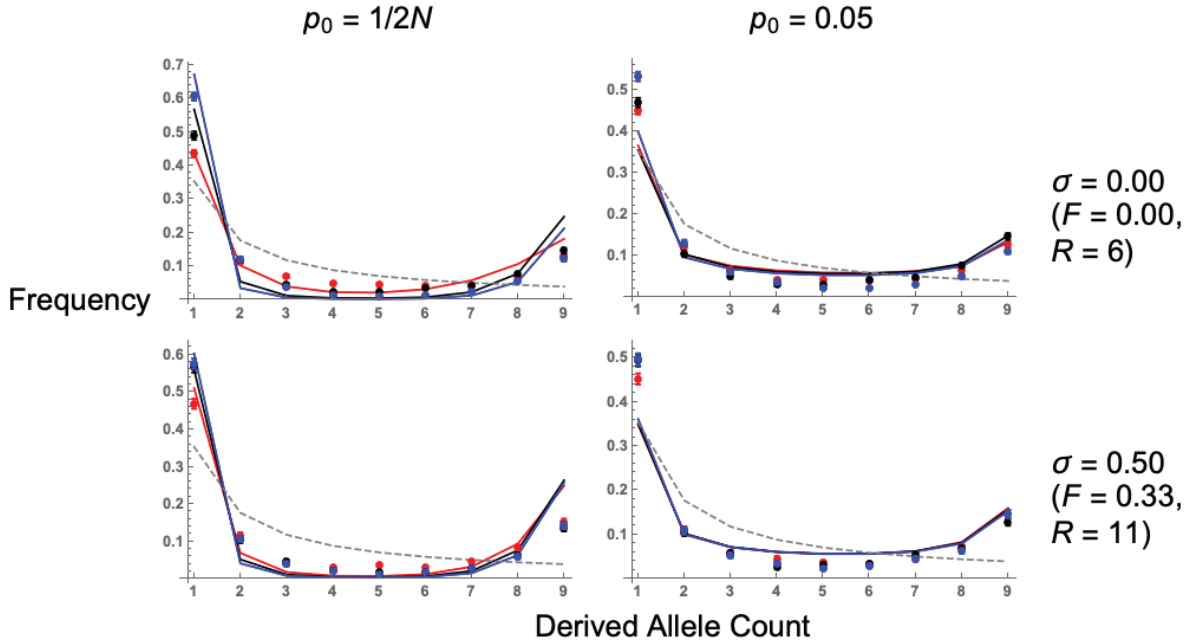 p₀ = 1/2N
p₀ = 0.05
0.7
0.6
0.5
0.4
0.3
0.2
0.1
1 2 3 4 5 6 7 8 9
0.5
0.4
0.3
0.2
0.1
1 2 3 4 5 6 7 8 9
σ = 0.00
(F = 0.00,
R = 6)
Frequency
0.6
0.5
0.4
0.3
0.2
0.1
1 2 3 4 5 6 7 8 9
0.5
0.4
0.3
0.2
0.1
1 2 3 4 5 6 7 8 9
σ = 0.50
(F = 0.33,
R = 11)
Derived Allele Count